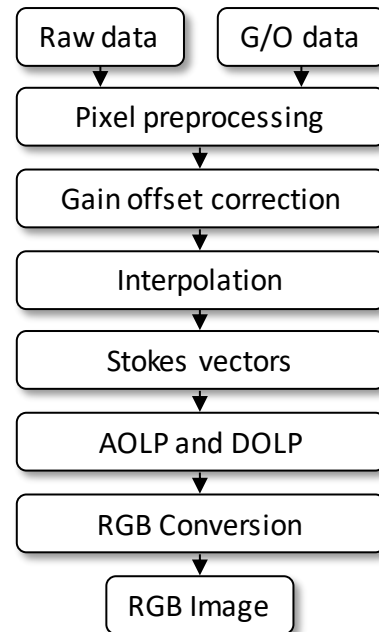 Raw data
G/O data
Pixel preprocessing
Gain offset correction
Interpolation
Stokes vectors
AOLP and DOLP
RGB Conversion
RGB Image